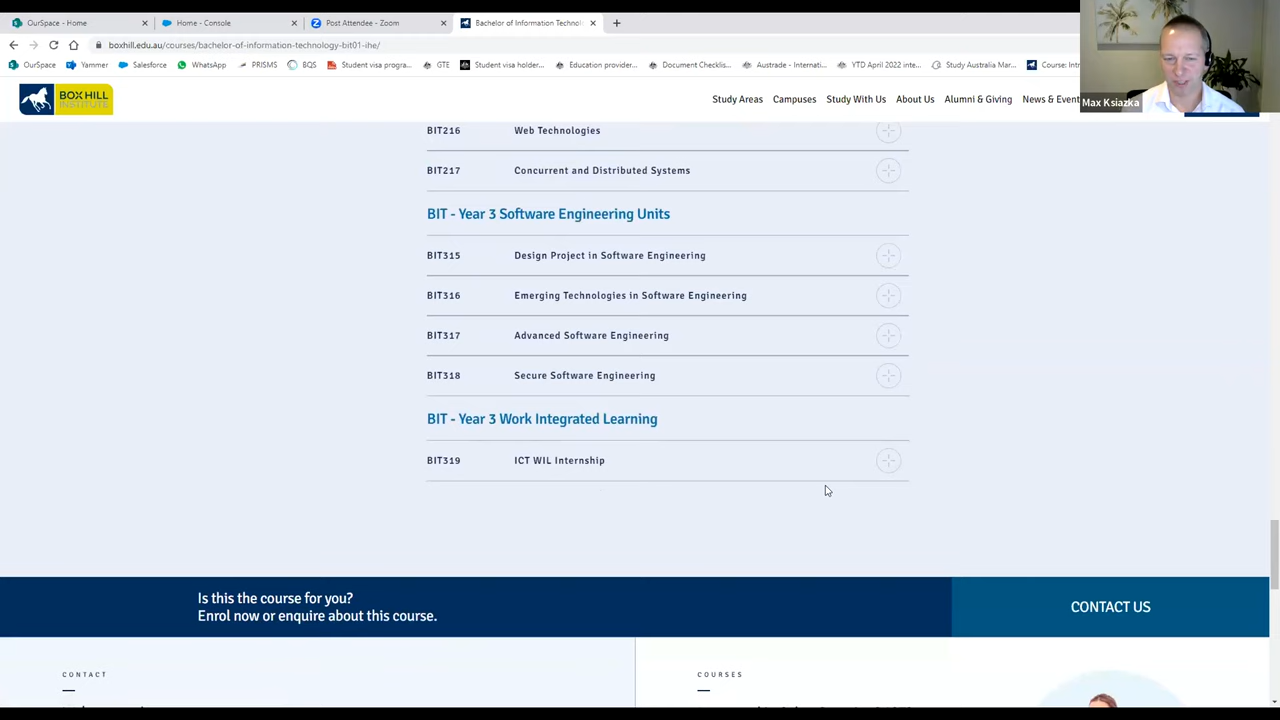 OurSpace - Home
Home - Console
Post Attendee - Zoom
Bachelor of Information Technolo
boxhill.edu.au/courses/bachelor-of-information-technology-bit01-ihe/
OurSpace
Yammer
Salesforce
WhatsApp
PRISMS
BQS
Student visa progra...
GTE
Student visa holder...
Education provider...
Document Checklis...
Austrade - Internati...
YTD April 2022 inte...
Study Australia Mar...
Course: Int
Max Ksiazka
BOX HILL
INSTITUTE
Study Areas
Campuses
Study With Us
About Us
Alumni & Giving
News & Event
BIT216 Web Technologies
BIT217 Concurrent and Distributed Systems
BIT - Year 3 Software Engineering Units
BIT315 Design Project in Software Engineering
BIT316 Emerging Technologies in Software Engineering
BIT317 Advanced Software Engineering
BIT318 Secure Software Engineering
BIT - Year 3 Work Integrated Learning
BIT319 ICT WIL Internship
Is this the course for you?
Enrol now or enquire about this course.
CONTACT US
CONTACT
COURSES